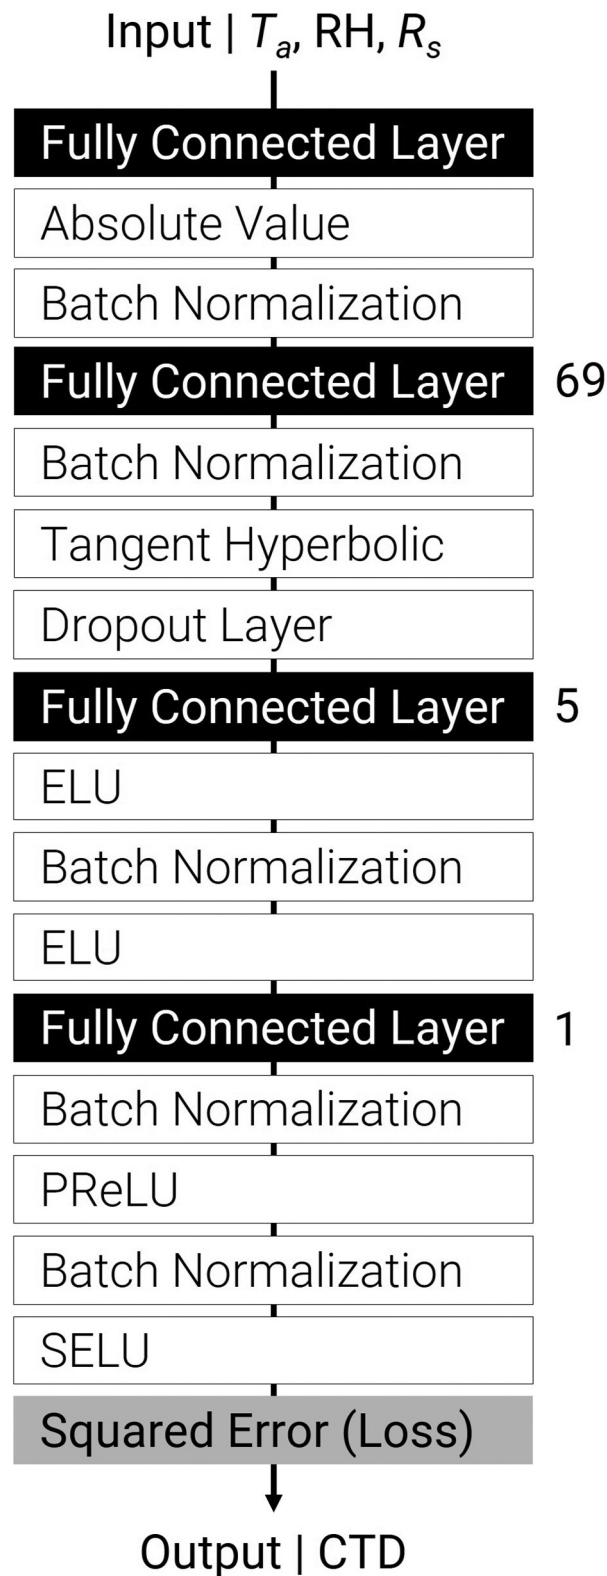 Input | Ta, RH, Rs
Fully Connected Layer
Absolute Value
Batch Normalization
Fully Connected Layer 69
Batch Normalization
Tangent Hyperbolic
Dropout Layer
Fully Connected Layer 5
ELU
Batch Normalization
ELU
Fully Connected Layer 1
Batch Normalization
PReLU
Batch Normalization
SELU
Squared Error (Loss)
Output | CTD